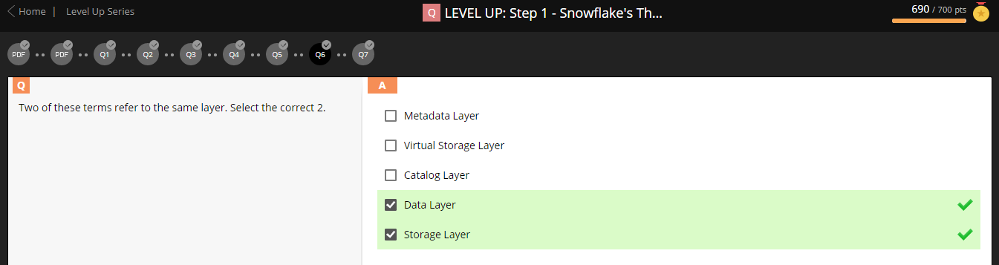 Home | Level Up Series
Q LEVEL UP: Step 1 - Snowflake's Th...
690 / 700 pts
PDF PDF Q1 Q2 Q3 Q4 Q5 Q6 Q7
Q
Two of these terms refer to the same layer. Select the correct 2.
A
Metadata Layer
Virtual Storage Layer
Catalog Layer
Data Layer
Storage Layer